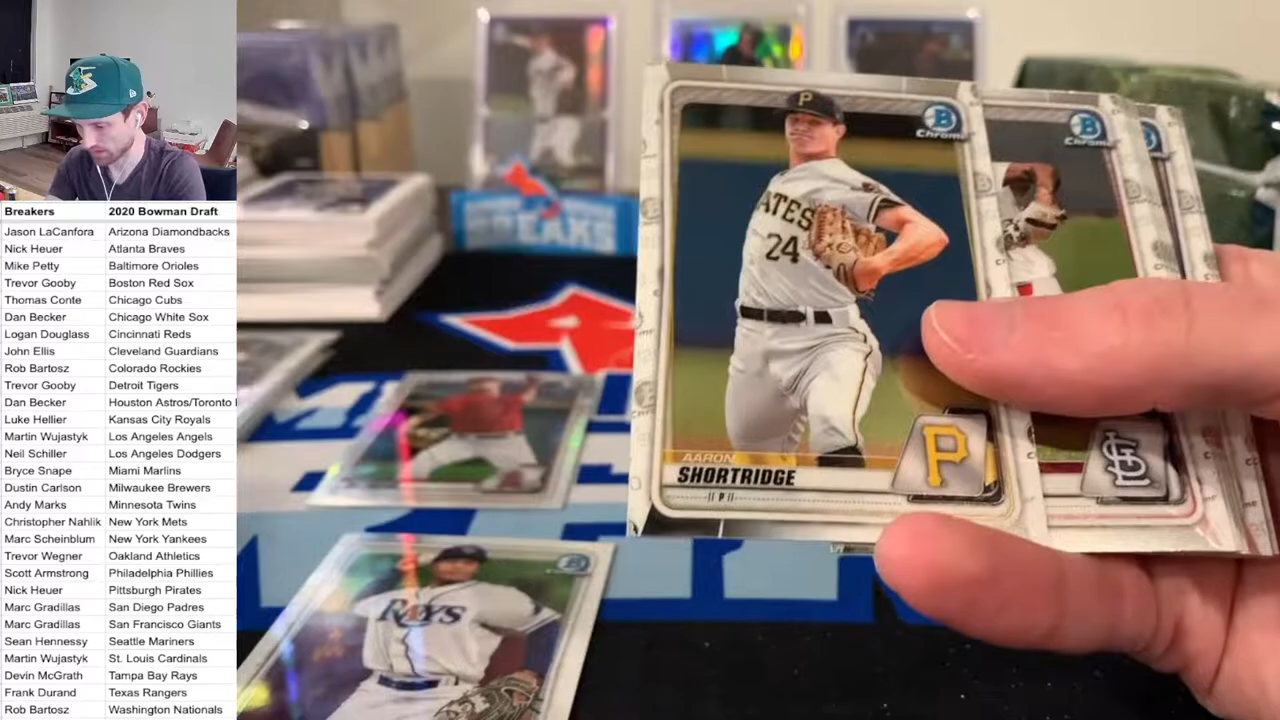 Breakers 2020 Bowman Draft
Jason LaCanfora Arizona Diamondbacks
Nick Heuer Atlanta Braves
Mike Petty Baltimore Orioles
Trevor Gooby Boston Red Sox
Thomas Conte Chicago Cubs
Dan Becker Chicago White Sox
Logan Douglass Cincinnati Reds
John Ellis Cleveland Guardians
Rob Bartosz Colorado Rockies
Trevor Gooby Detroit Tigers
Dan Becker Houston Astros/Toronto
Luke Hellier Kansas City Royals
Martin Wujastyk Los Angeles Angels
Neil Schiller Los Angeles Dodgers
Bryce Snape Miami Marlins
Dustin Carlson Milwaukee Brewers
Andy Marks Minnesota Twins
Christopher Nahlik New York Mets
Marc Scheinblum New York Yankees
Trevor Wegner Oakland Athletics
Scott Armstrong Philadelphia Phillies
Nick Heuer Pittsburgh Pirates
Marc Gradillas San Diego Padres
Marc Gradillas San Francisco Giants
Sean Hennessy Seattle Mariners
Martin Wujastyk St. Louis Cardinals
Devin McGrath Tampa Bay Rays
Frank Durand Texas Rangers
Rob Bartosz Washington Nationals
BREAKS
P
B
Chrome
ATES
24
AARON
SHORTRIDGE
P
P
B
Chrome
STL
RAYS
B